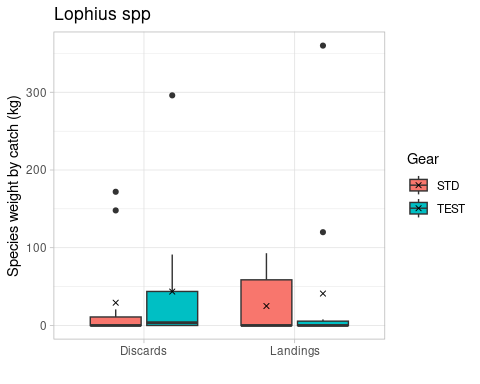 Lophius spp
Species weight by catch (kg)
300
200
100
0
Discards
Landings
Gear
STD
TEST